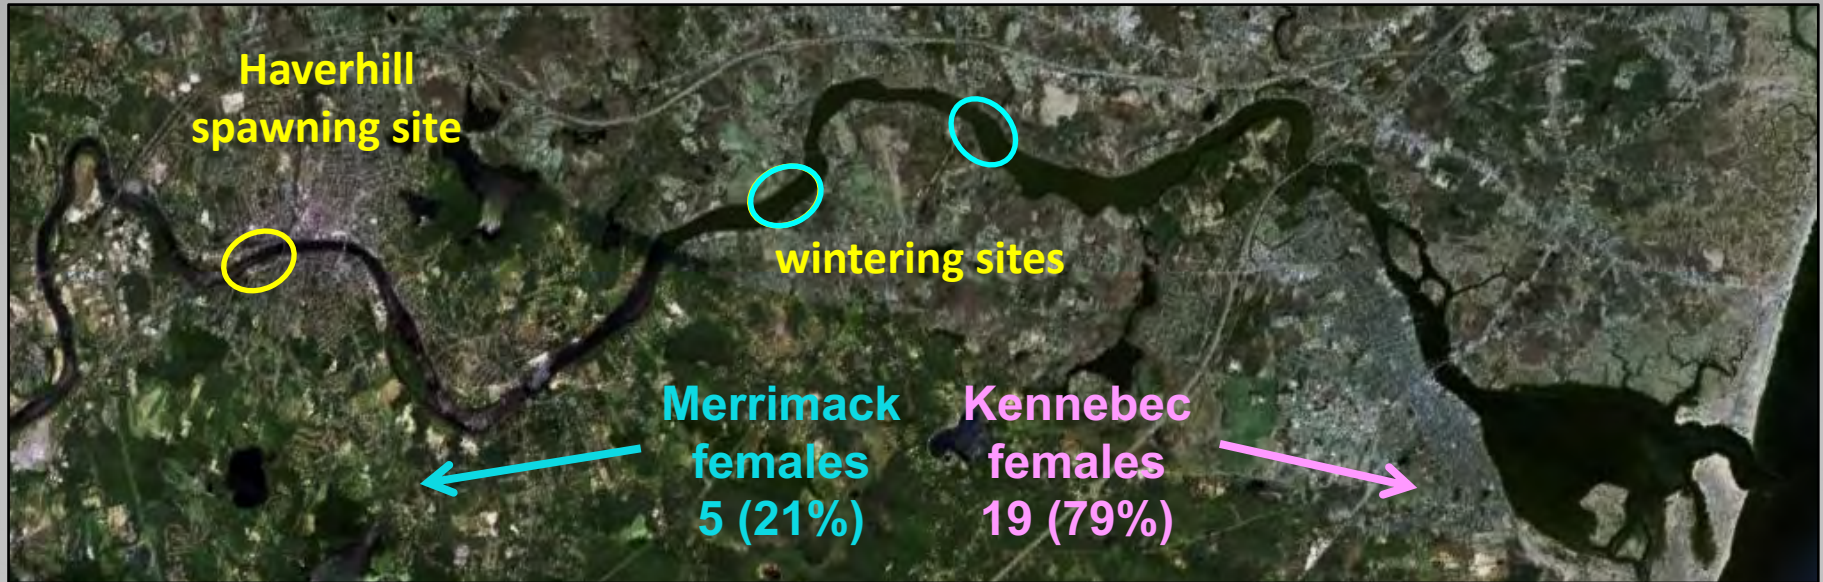 Haverhill
spawning site
wintering sites
Merrimack
females
5 (21%)
Kennebec
females
19 (79%)